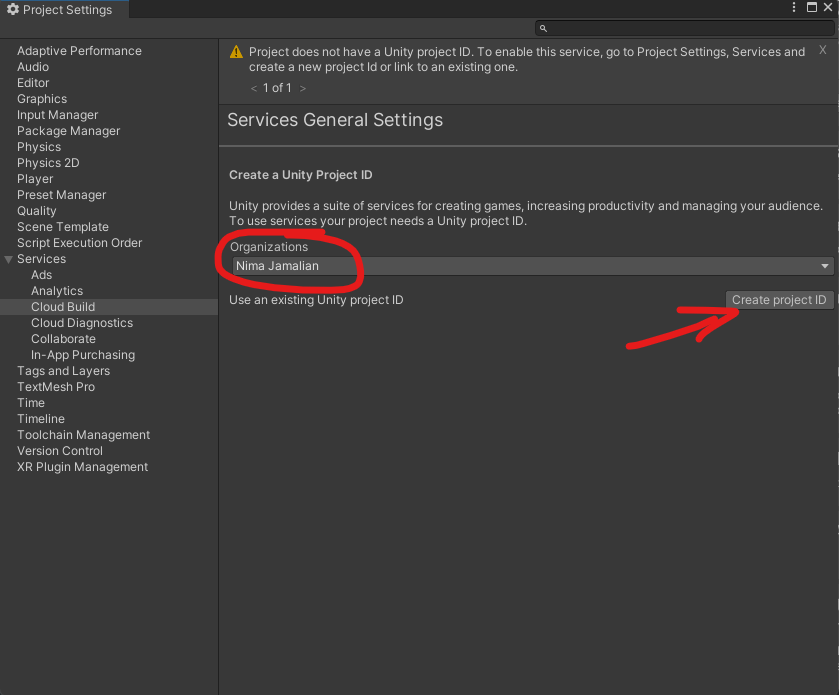 Project Settings
Adaptive Performance
Audio
Editor
Graphics
Input Manager
Package Manager
Physics
Physics 2D
Player
Preset Manager
Quality
Scene Template
Script Execution Order
Services
Ads
Analytics
Cloud Build
Cloud Diagnostics
Collaborate
In-App Purchasing
Tags and Layers
TextMesh Pro
Time
Timeline
Toolchain Management
Version Control
XR Plugin Management
Project does not have a Unity project ID. To enable this service, go to Project Settings, Services and
create a new project Id or link to an existing one.
X
< 1 of 1 >
Services General Settings
Create a Unity Project ID
Unity provides a suite of services for creating games, increasing productivity and managing your audience.
To use services your project needs a Unity project ID.
Organizations
Nima Jamalian
Use an existing Unity project ID
Create project ID